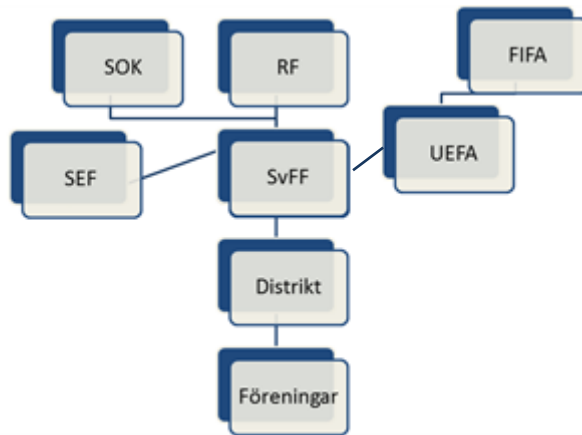 SOK
RF
FIFA
SEF
SvFF
UEFA
Distrikt
Föreningar